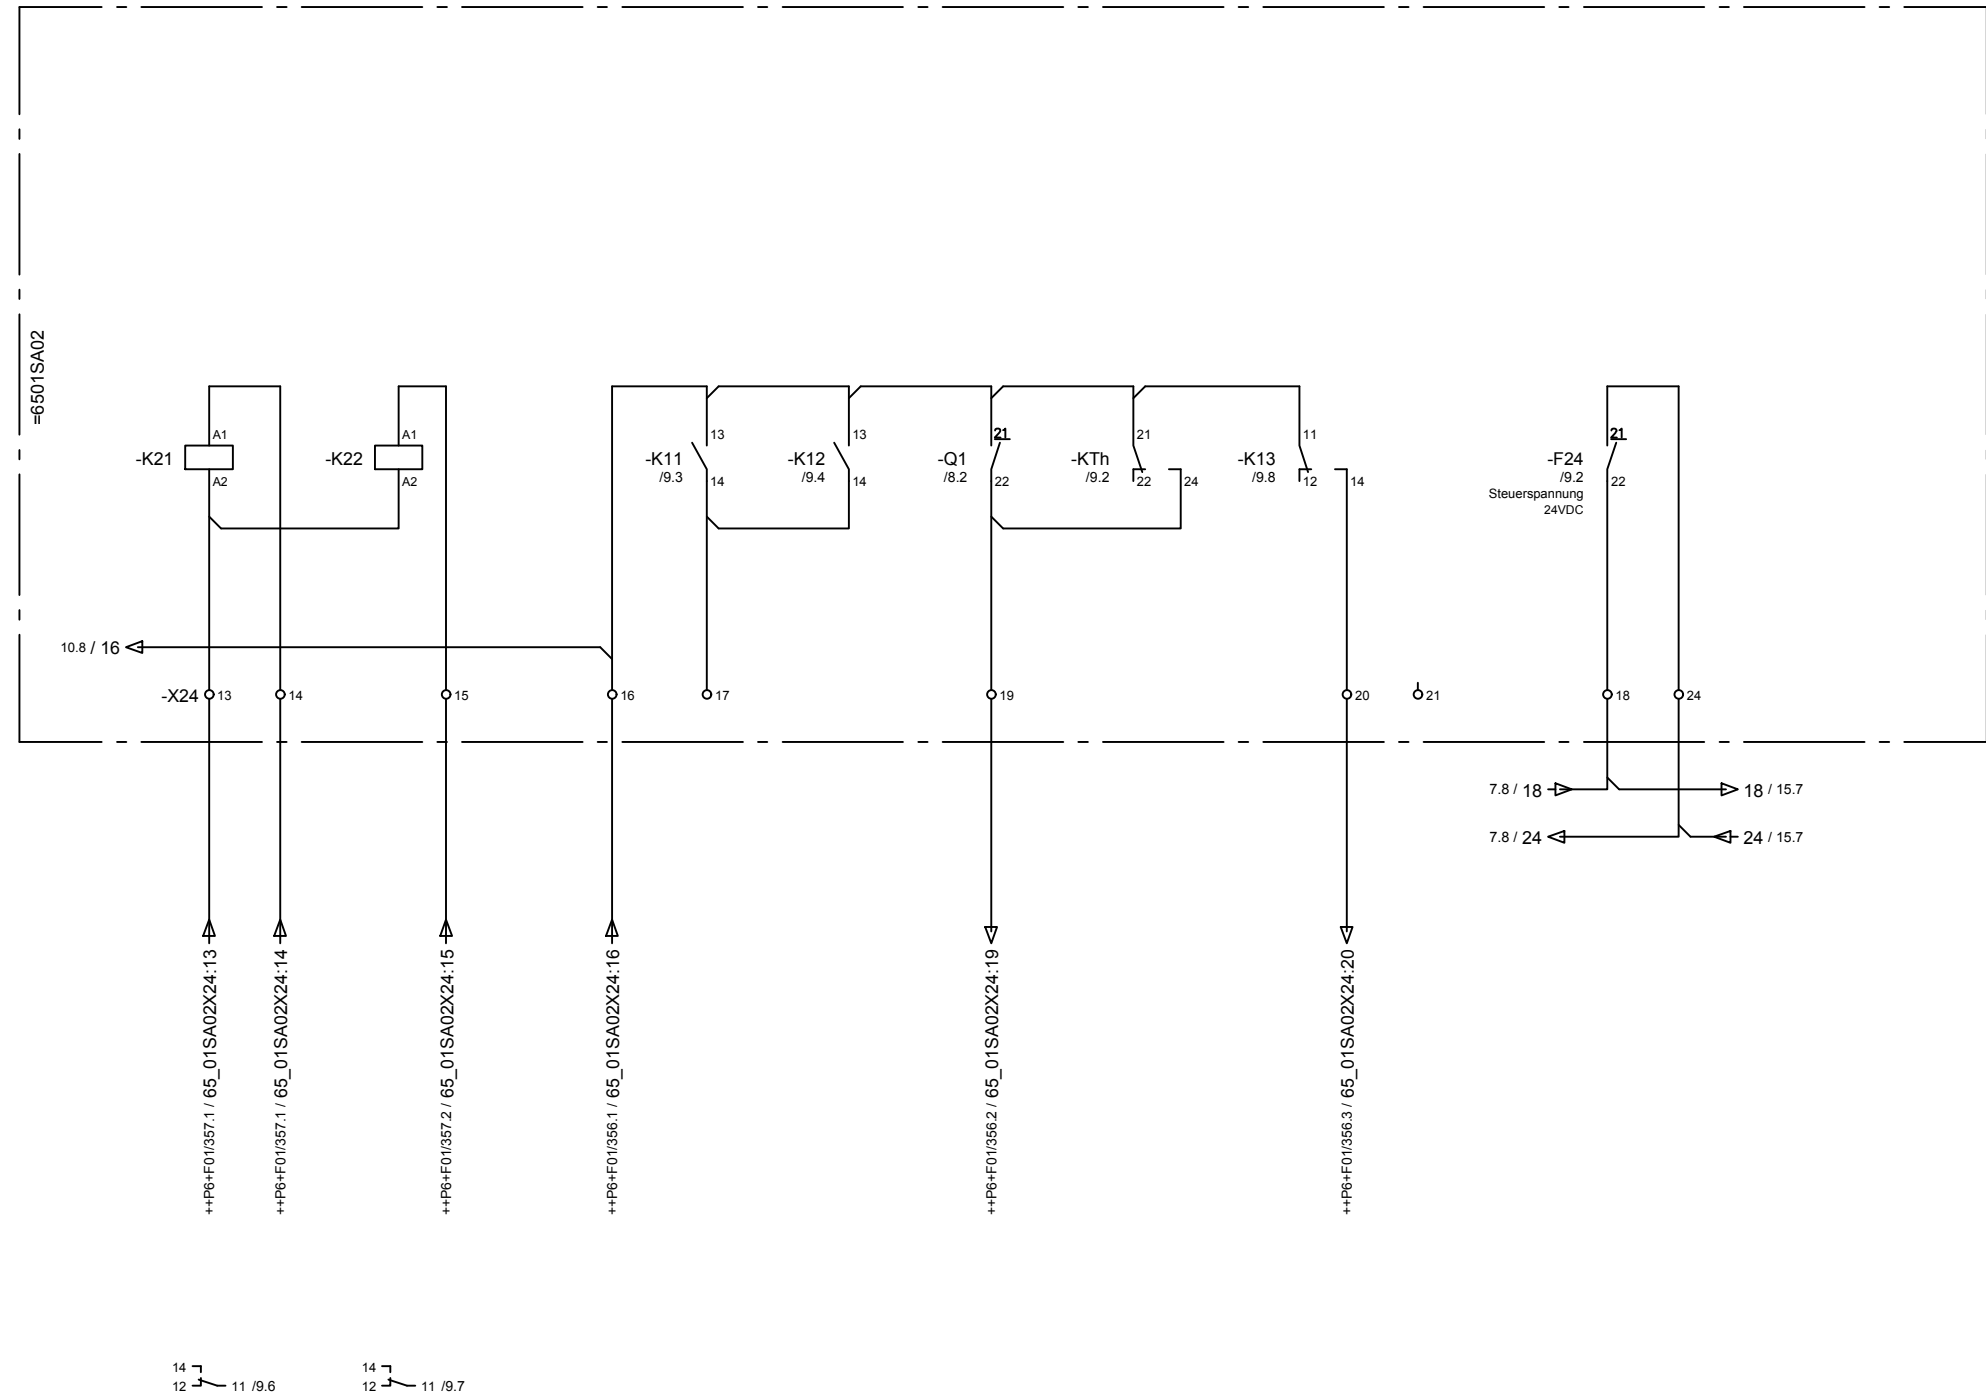 =6501SA02
A1
A1
-K21
-K22
A2
A2
13
13
21
21
11
21
-K11
-K12
-Q1
-KTh
-K13
-F24
/9.3
/9.4
/8.2
/9.2
/9.8
/9.2
14
14
22
22
24
12
14
22
Steuerspannung
24VDC
10.8 / 16
-X24
13
14
15
16
17
19
20
21
18
24
7.8 / 18
18 / 15.7
7.8 / 24
24 / 15.7
++P6+F01/357.1 / 65_01SA02X24:13
++P6+F01/357.1 / 65_01SA02X24:14
++P6+F01/357.2 / 65_01SA02X24:15
++P6+F01/356.1 / 65_01SA02X24:16
++P6+F01/356.2 / 65_01SA02X24:19
++P6+F01/356.3 / 65_01SA02X24:20
14
12 11 /9.6
14
12 11 /9.7